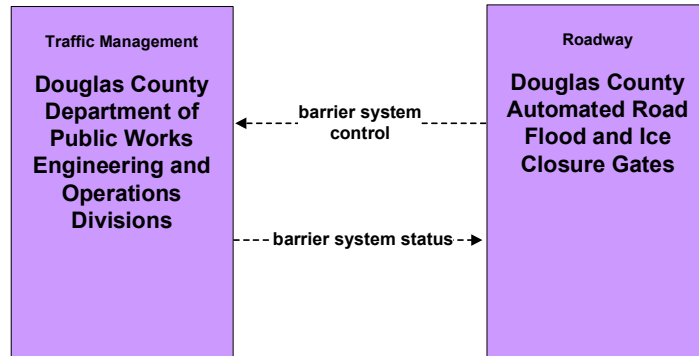 Traffic Management
Douglas County
Department of
Public Works
Engineering and
Operations
Divisions
barrier system
control
barrier system status
Roadway
Douglas County
Automated Road
Flood and Ice
Closure Gates